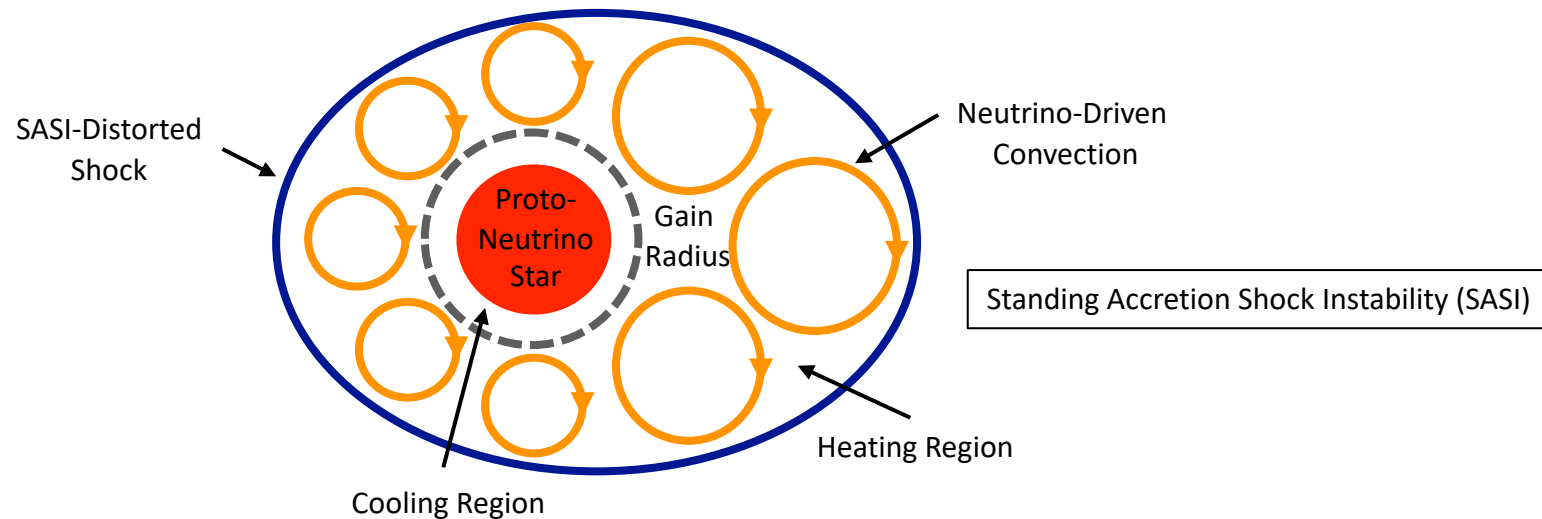 SASI-Distorted
Shock
Neutrino-Driven
Convection
Proto-
Neutrino
Star
Gain
Radius
Standing Accretion Shock Instability (SASI)
Heating Region
Cooling Region